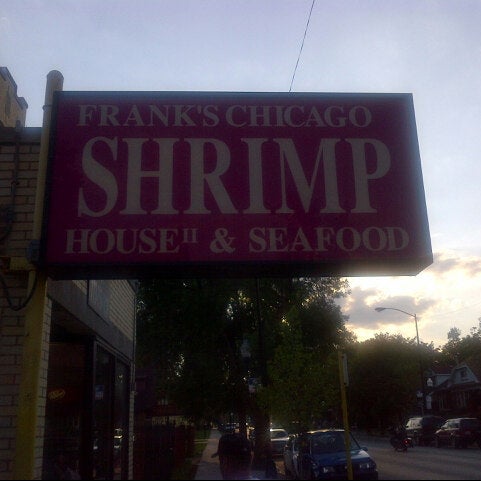 FRANK'S CHICAGO
SHRIMP
HOUSE II & SEAFOOD